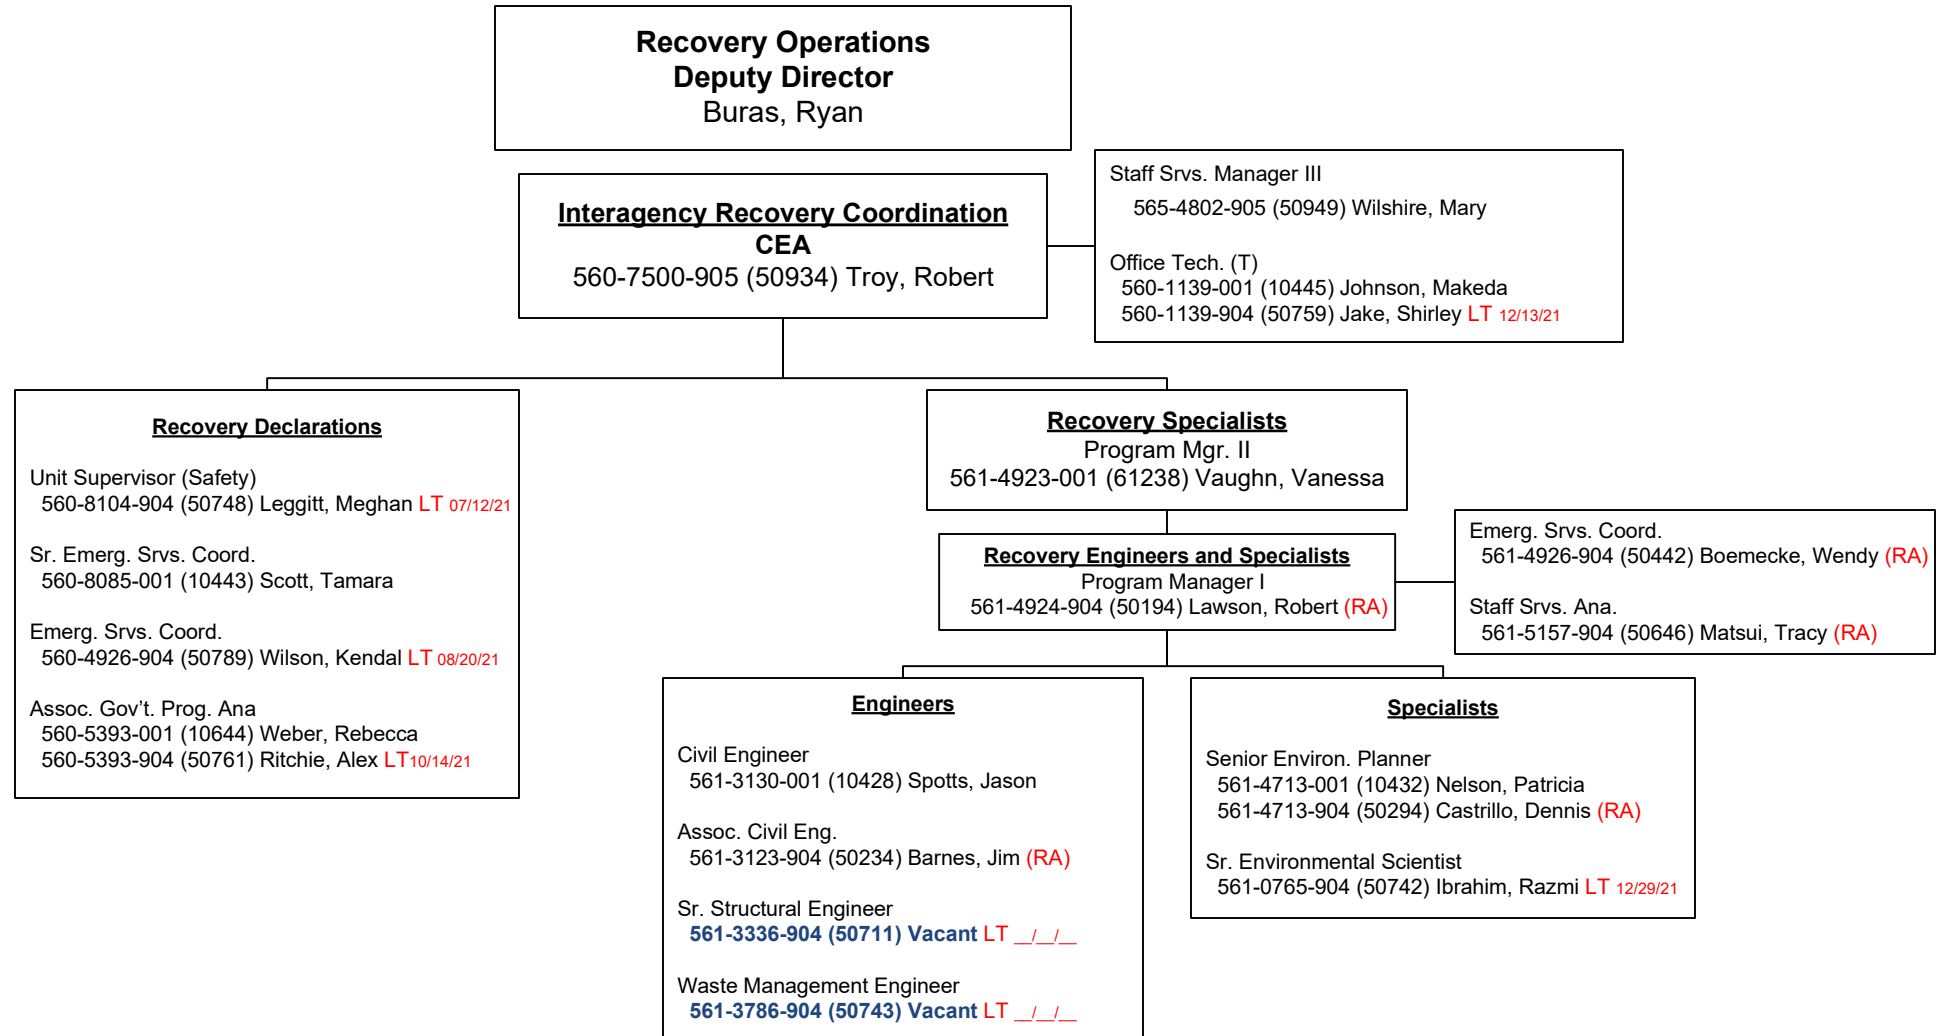 Recovery Operations
Deputy Director
Buras, Ryan
Interagency Recovery Coordination
CEA
560-7500-905 (50934) Troy, Robert
Staff Srvs. Manager III
565-4802-905 (50949) Wilshire, Mary
Office Tech. (T)
560-1139-001 (10445) Johnson, Makeda
560-1139-904 (50759) Jake, Shirley LT 12/13/21
Recovery Declarations
Unit Supervisor (Safety)
560-8104-904 (50748) Leggitt, Meghan LT 07/12/21
Sr. Emerg. Srvs. Coord.
560-8085-001 (10443) Scott, Tamara
Emerg. Srvs. Coord.
560-4926-904 (50789) Wilson, Kendal LT 08/20/21
Assoc. Gov’t. Prog. Ana
560-5393-001 (10644) Weber, Rebecca
560-5393-904 (50761) Ritchie, Alex LT10/14/21
Recovery Specialists
Program Mgr. II
561-4923-001 (61238) Vaughn, Vanessa
Recovery Engineers and Specialists
Program Manager I
561-4924-904 (50194) Lawson, Robert (RA)
Emerg. Srvs. Coord.
561-4926-904 (50442) Boemecke, Wendy (RA)
Staff Srvs. Ana.
561-5157-904 (50646) Matsui, Tracy (RA)
Engineers
Civil Engineer
561-3130-001 (10428) Spotts, Jason
Assoc. Civil Eng.
561-3123-904 (50234) Barnes, Jim (RA)
Sr. Structural Engineer
561-3336-904 (50711) Vacant LT __/__/__
Waste Management Engineer
561-3786-904 (50743) Vacant LT __/__/__
Specialists
Senior Environ. Planner
561-4713-001 (10432) Nelson, Patricia
561-4713-904 (50294) Castrillo, Dennis (RA)
Sr. Environmental Scientist
561-0765-904 (50742) Ibrahim, Razmi LT 12/29/21